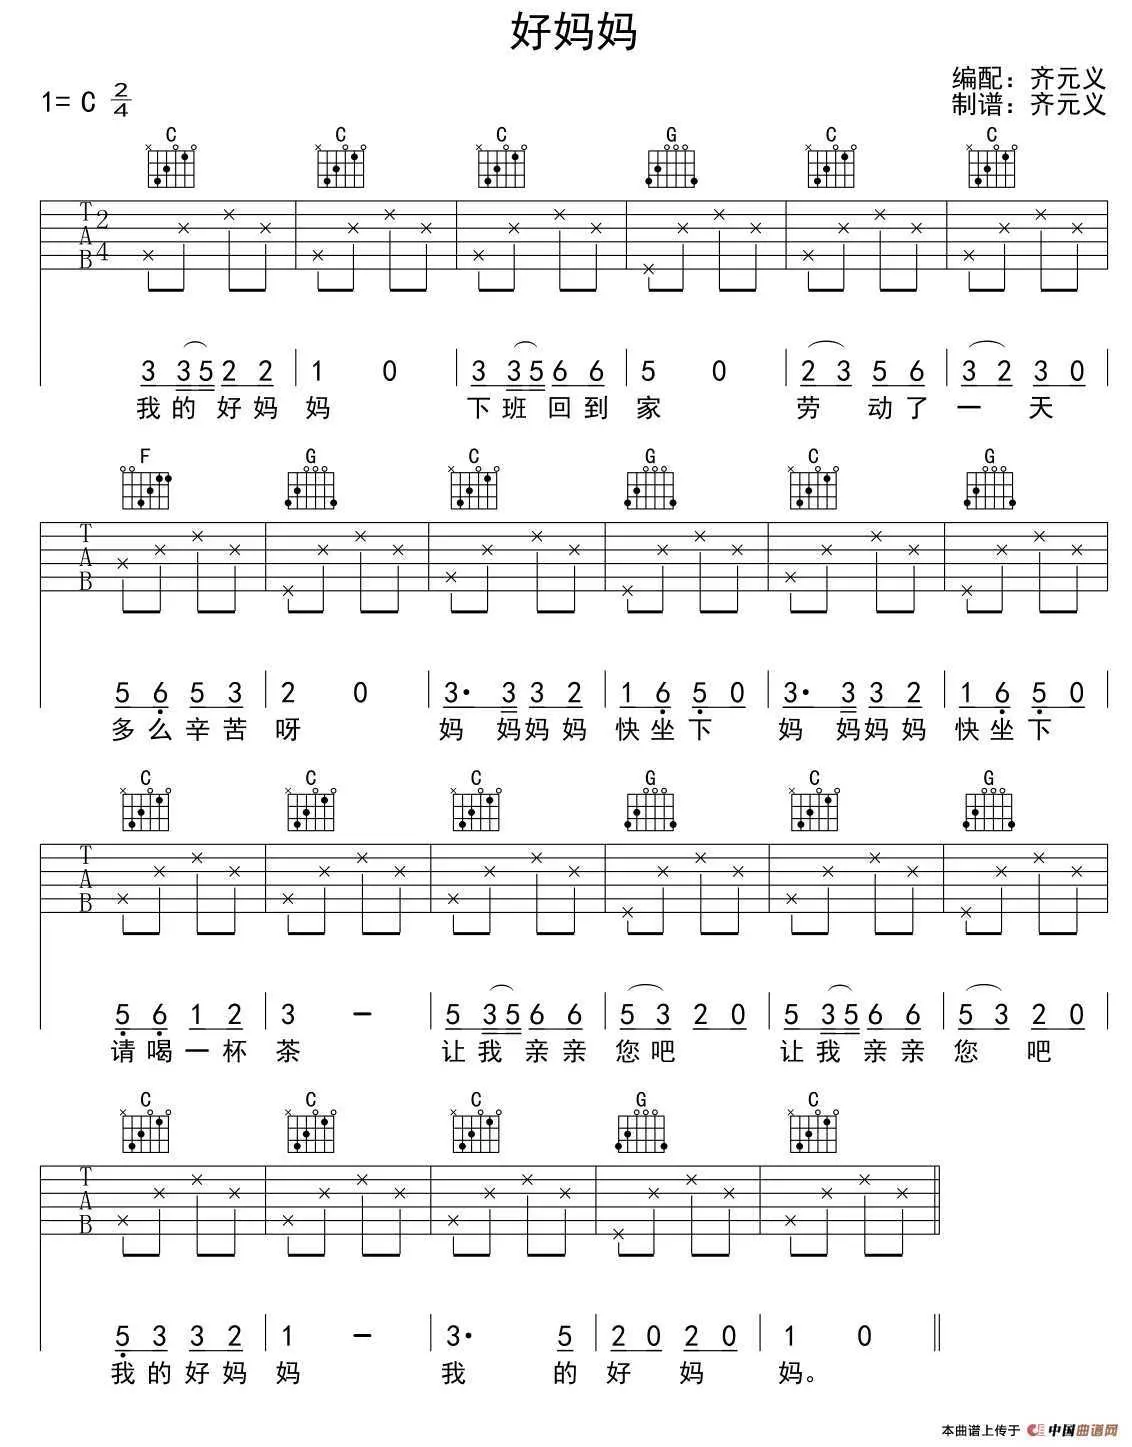 好妈妈
1= C 2/4
编配：齐元义
制谱：齐元义
C C C G C C
T A B 2 4
3 3 5 2 2 | 1 0 | 3 3 5 6 6 | 5 0 | 2 3 5 6 | 3 2 3 0
我的好妈 妈 下班回到 家 劳 动了 一 天
F G C G C G
T A B
5 6 5 3 | 2 0 | 3· 3 3 2 | 1 6 5 0 | 3· 3 3 2 | 1 6 5 0
多么辛苦 呀 妈 妈妈妈 快坐下 妈 妈妈妈 快坐下
C C C G C G
T A B
5 6 1 2 | 3 — | 5 3 5 6 6 | 5 3 2 0 | 5 3 5 6 6 | 5 3 2 0
请喝一杯 茶 让我亲亲 您吧 让我亲亲 您 吧
C C C G C
T A B
5 3 3 2 | 1 — | 3· 5 | 2 0 2 0 | 1 0
我的好妈 妈 我 的 好 妈 妈。
本曲谱上传于 中国曲谱网